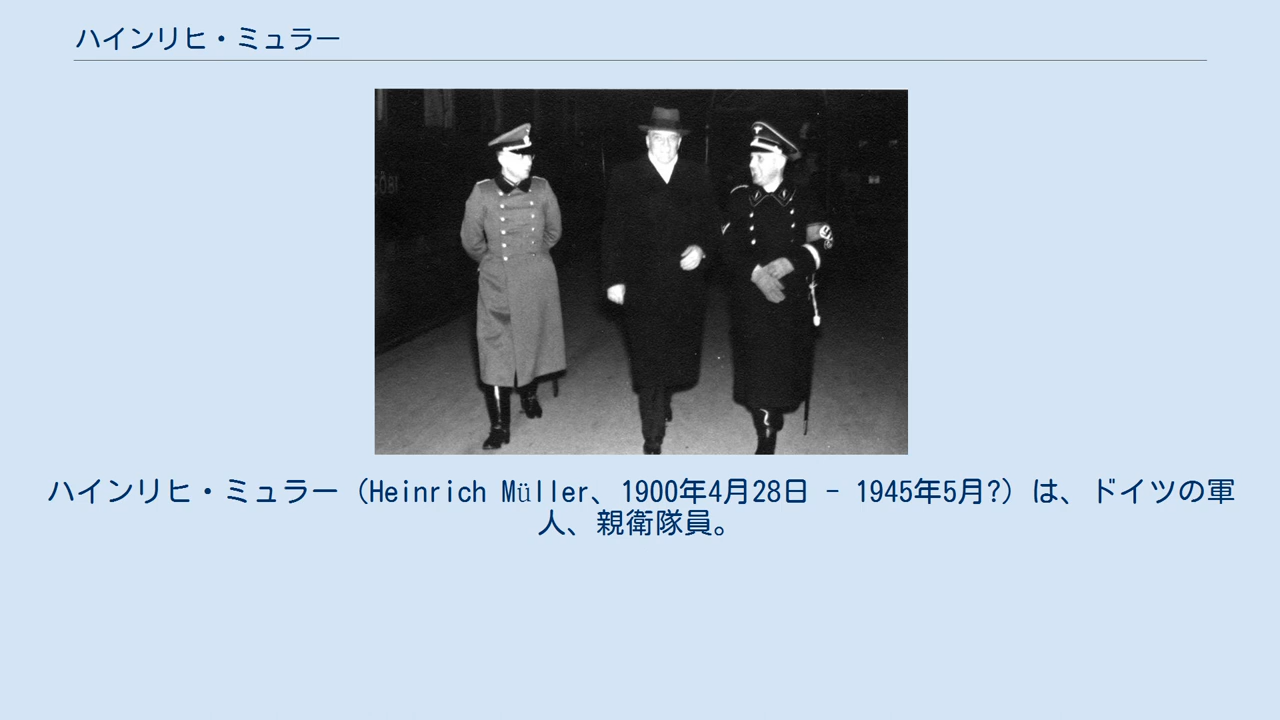 ハインリヒ・ミュラー
ハインリヒ・ミュラー（Heinrich Müller、1900年4月28日 - 1945年5月?）は、ドイツの軍
人、親衛隊員。